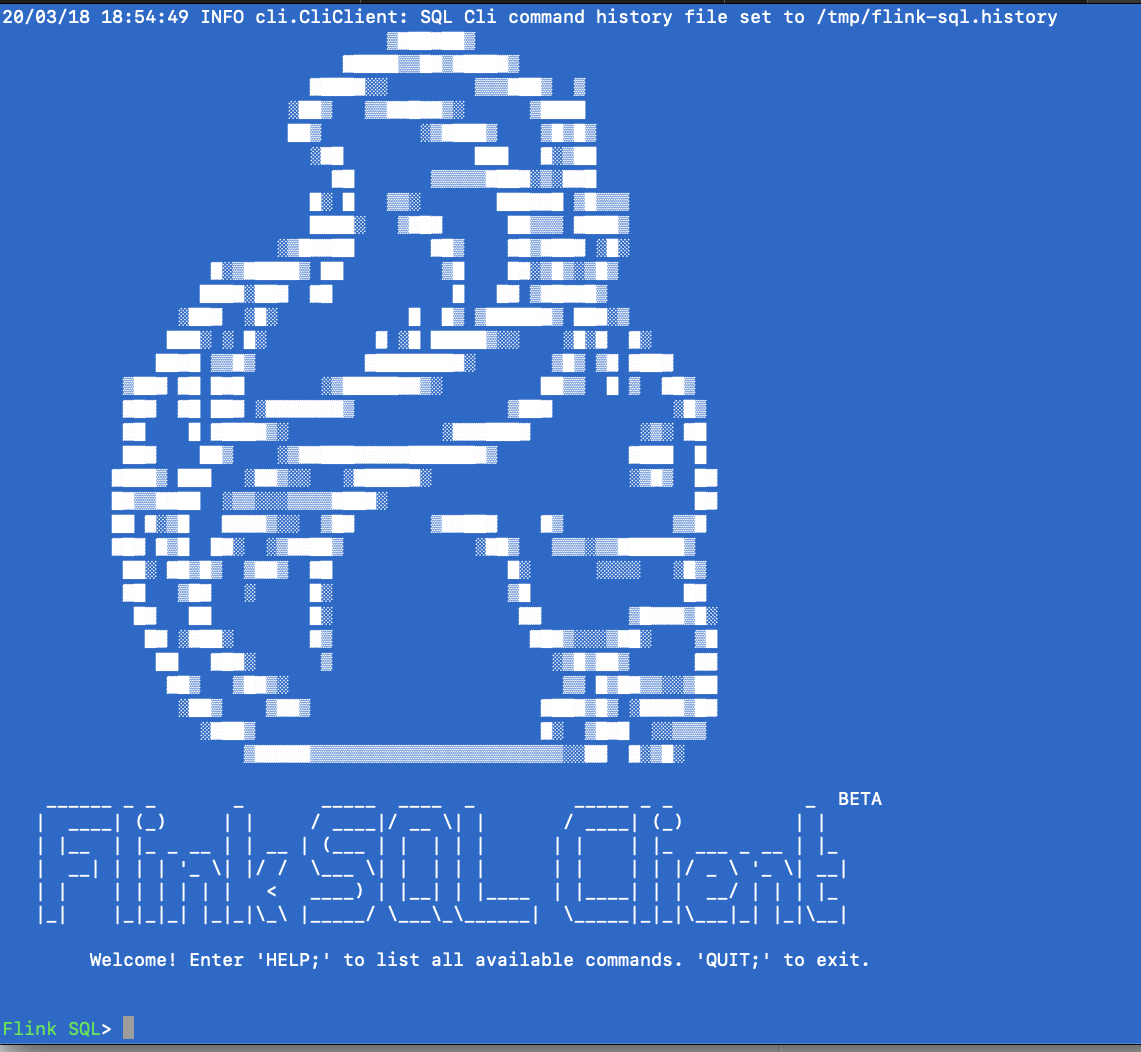 20/03/18 18:54:49 INFO cli.CliClient: SQL Cli command history file set to /tmp/flink-sql.history
Flink SQL Client BETA
Welcome! Enter 'HELP;' to list all available commands. 'QUIT;' to exit.
Flink SQL>